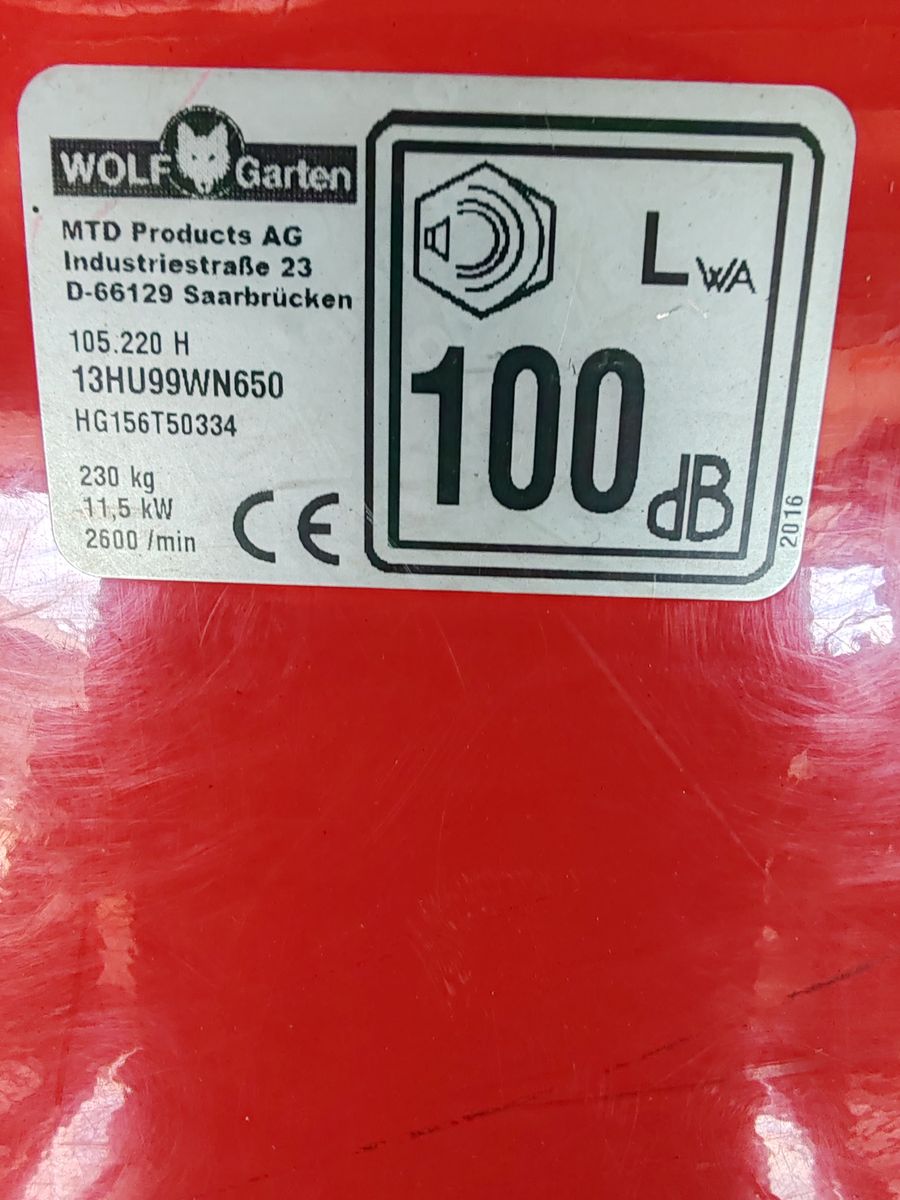 WOLF Garten
MTD Products AG
Industriestraße 23
D-66129 Saarbrücken
105.220 H
13HU99WN650
HG156T50334
230 kg
11,5 kW
2600 /min
CE
LWA
100 dB
2016